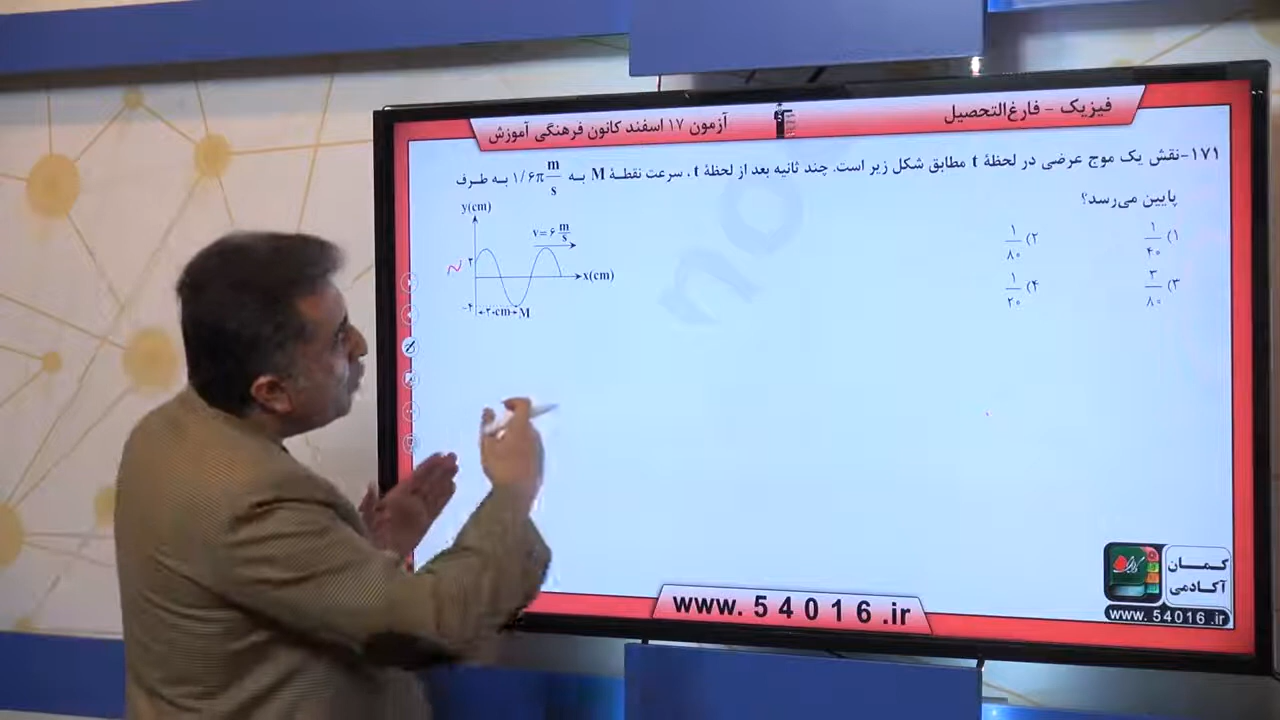 فیزیک - فارغ‌التحصیل
آزمون ۱۷ اسفند کانون فرهنگی آموزش
۱۷۱- نقش یک موج عرضی در لحظهٔ t مطابق شکل زیر است. چند ثانیه بعد از لحظهٔ t، سرعت نقطهٔ M به ۱/۶π m/s به طرف
پایین می‌رسد؟
۱) ۱/۴۰
۲) ۱/۸۰
۳) ۳/۸۰
۴) ۱/۲۰
y(cm)
v=۶ m/s
۲
x(cm)
-۴
۲۰cm
M
no
کمان
آکادمی
www. 54016 .ir
www. 54016 .ir